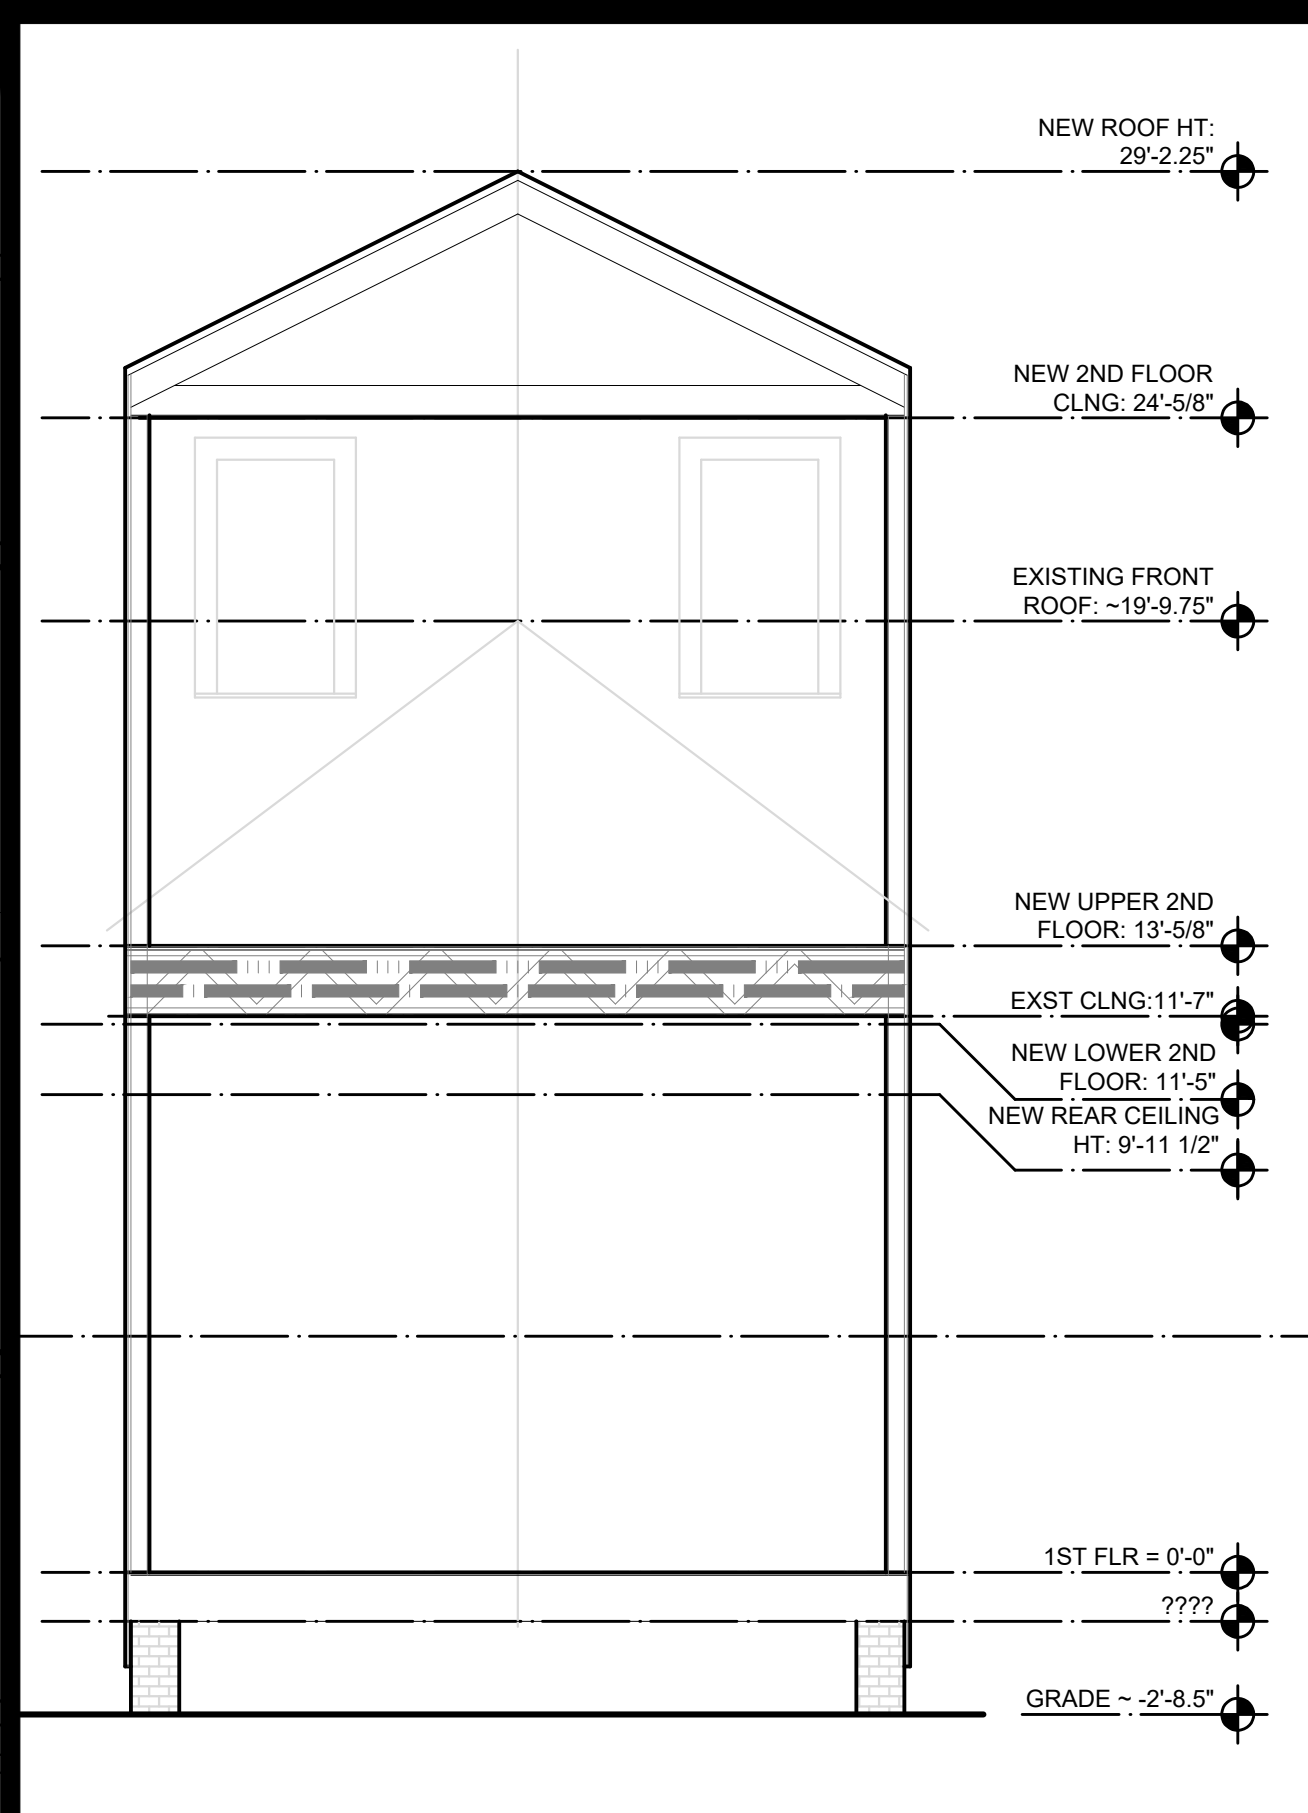 NEW ROOF HT:
29'-2.25"
NEW 2ND FLOOR
CLNG: 24'-5/8"
EXISTING FRONT
ROOF: ~19'-9.75"
NEW UPPER 2ND
FLOOR: 13'-5/8"
EXST CLNG:11'-7"
NEW LOWER 2ND
FLOOR: 11'-5"
NEW REAR CEILING
HT: 9'-11 1/2"
1ST FLR = 0'-0"
????
GRADE ~ -2'-8.5"